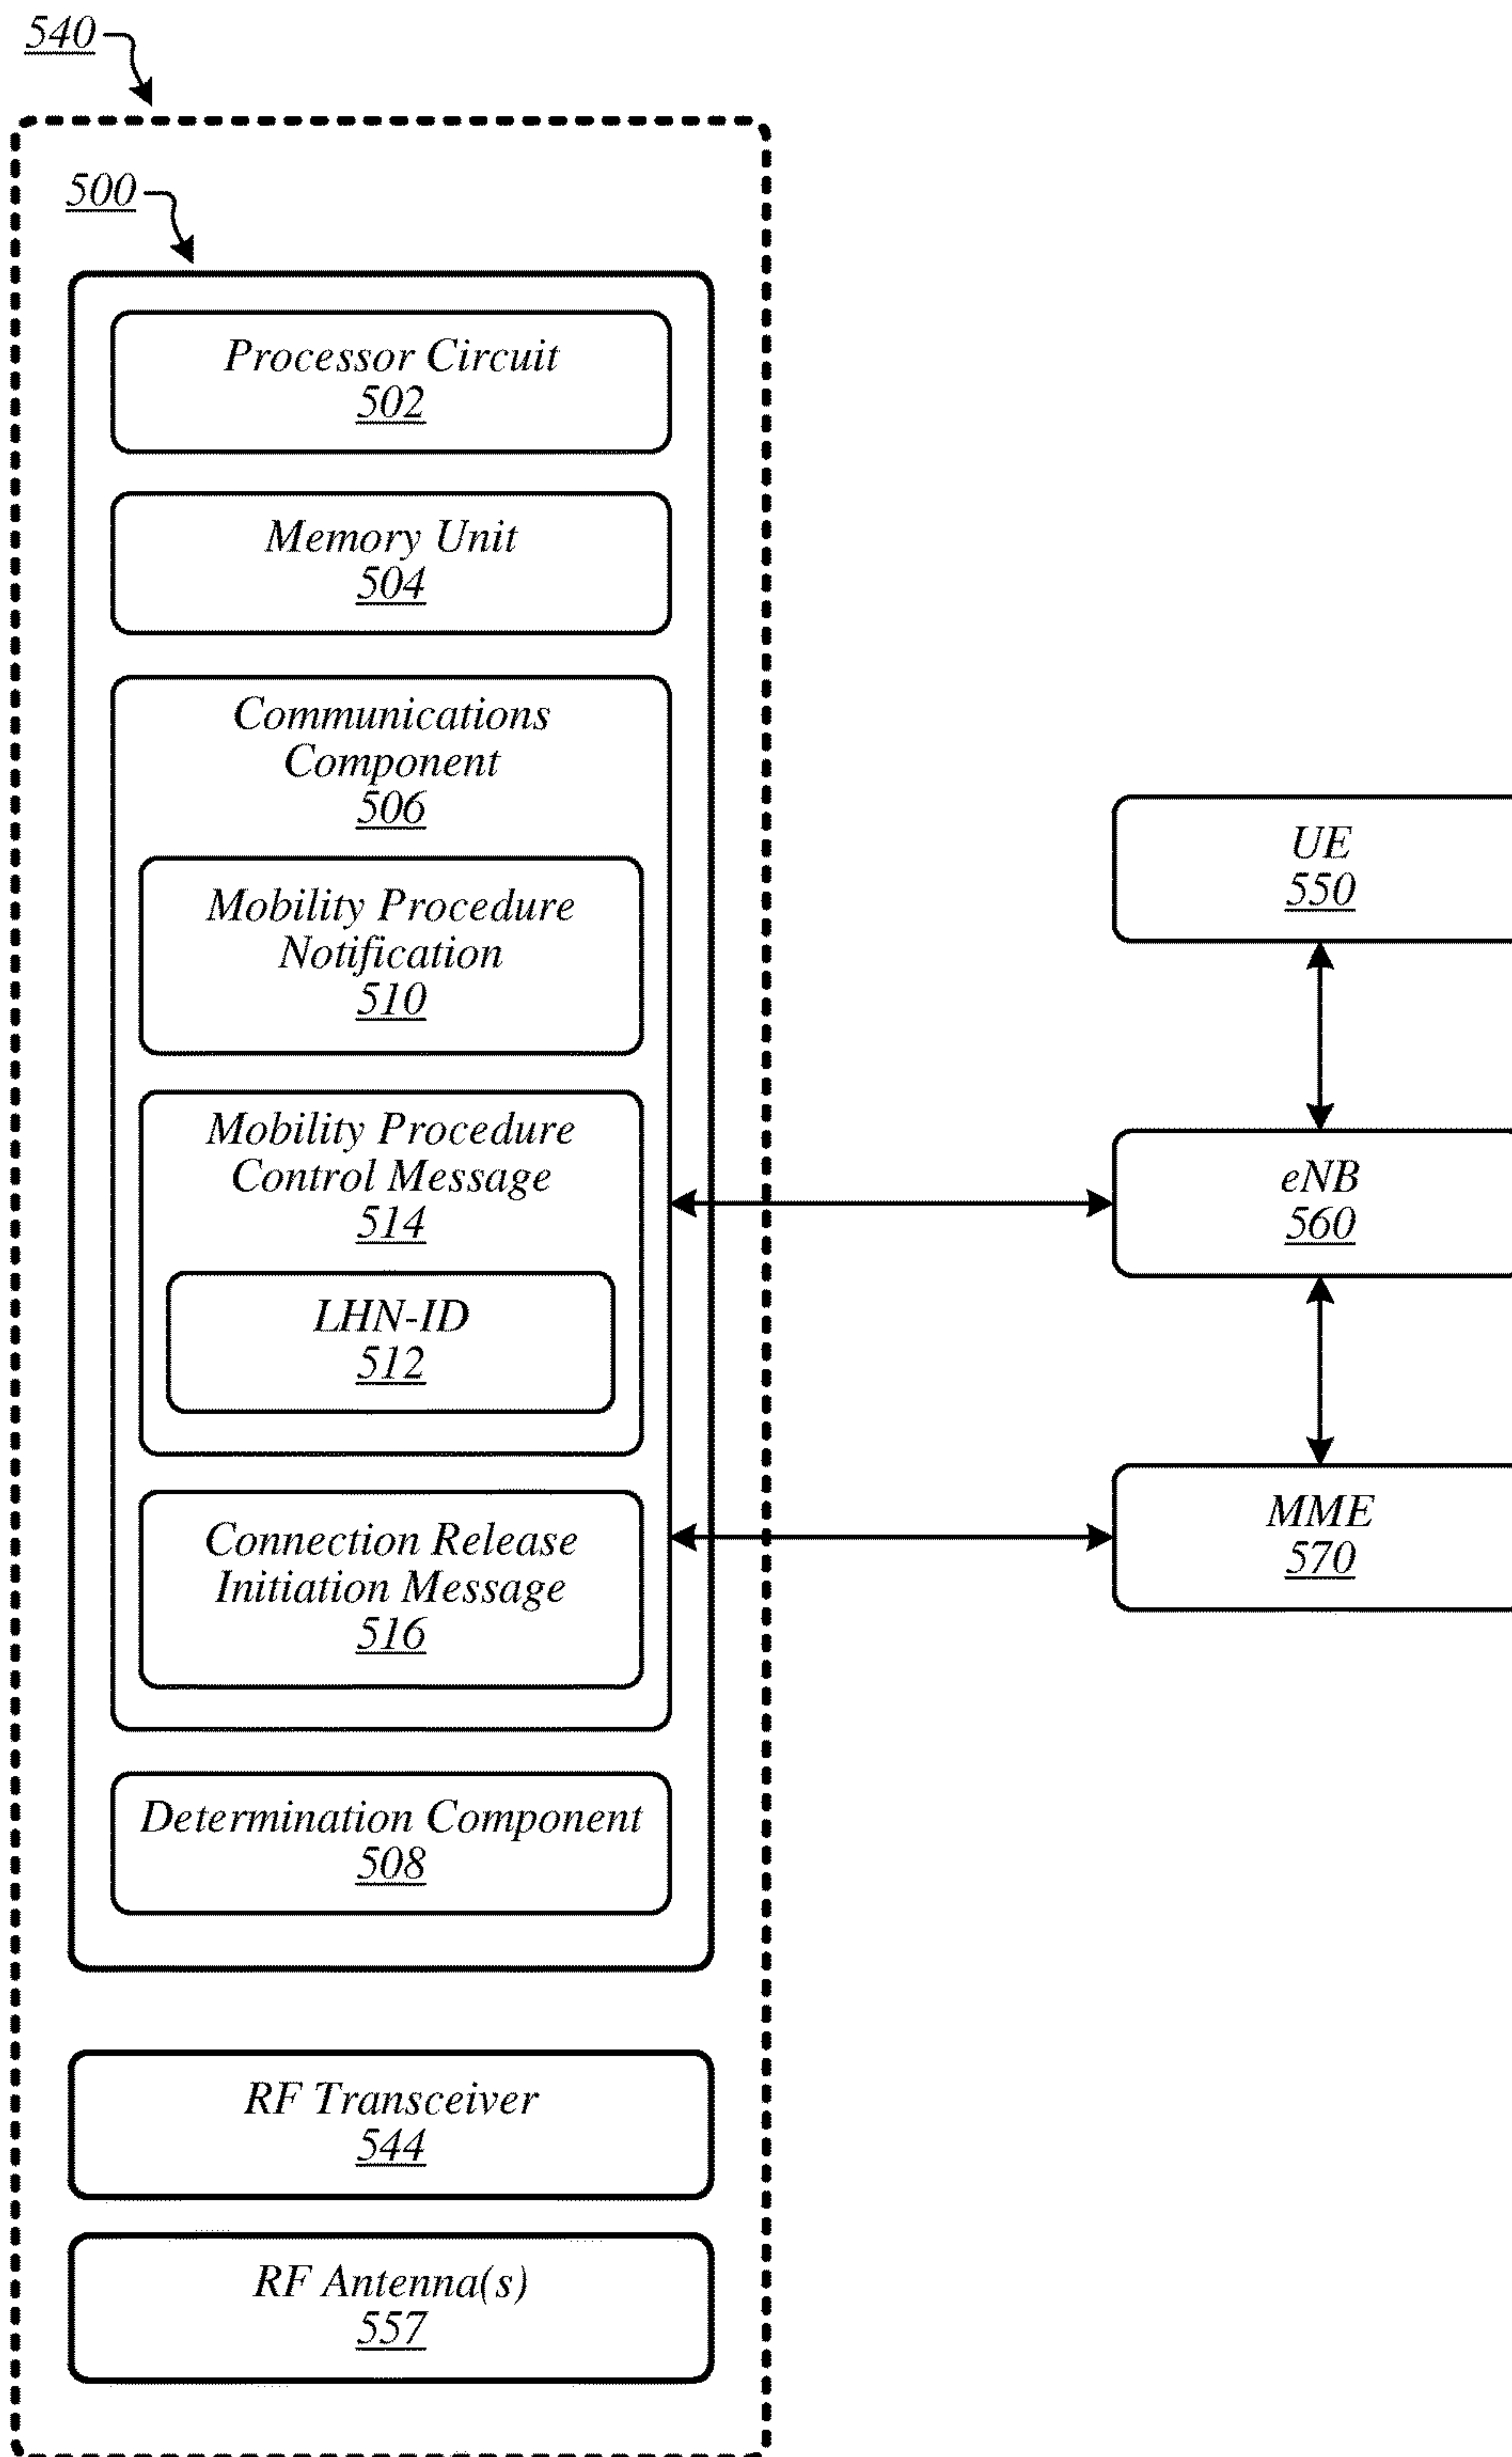 540
500
Processor Circuit
502
Memory Unit
504
Communications
Component
506
Mobility Procedure
Notification
510
Mobility Procedure
Control Message
514
LHN-ID
512
Connection Release
Initiation Message
516
Determination Component
508
RF Transceiver
544
RF Antenna(s)
557
UE
550
eNB
560
MME
570